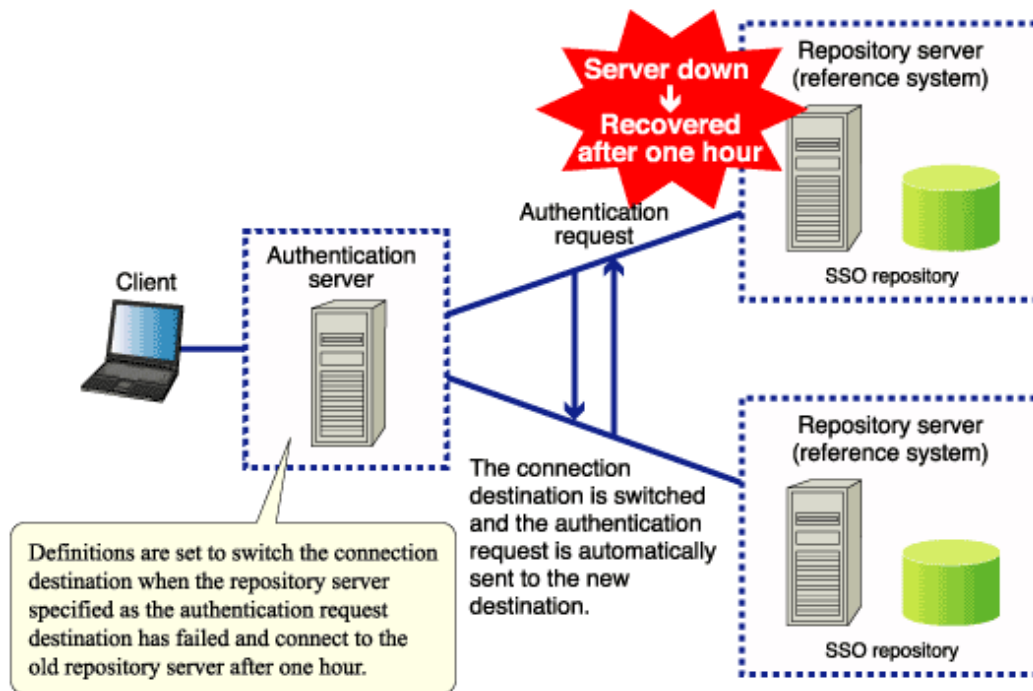 Server down
Recovered
after one hour
Repository server
(reference system)
SSO repository
Authentication
request
Authentication
server
Client
Repository server
(reference system)
SSO repository
The connection
destination is switched
and the authentication
request is automatically
sent to the new
destination.
Definitions are set to switch the connection
destination when the repository server
specified as the authentication request
destination has failed and connect to the
old repository server after one hour.